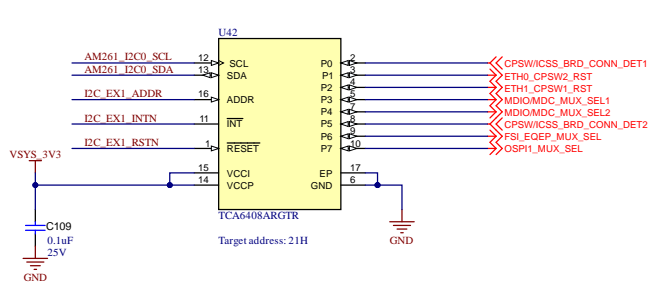 U42
AM261_I2C0_SCL 12 SCL P0 2 CPSW/ICSS_BRD_CONN_DET1
AM261_I2C0_SDA 13 SDA P1 3 ETH0_CPSW2_RST
P2 4 ETH1_CPSW1_RST
I2C_EX1_ADDR 16 ADDR P3 5 MDIO/MDC_MUX_SEL1
P4 7 MDIO/MDC_MUX_SEL2
I2C_EX1_INTN 11 INT P5 8 CPSW/ICSS_BRD_CONN_DET2
P6 9 FSI_EQEP_MUX_SEL
I2C_EX1_RSTN 1 RESET P7 10 OSPI1_MUX_SEL
VSYS_3V3
15 VCCI EP 17
14 VCCP GND 6
TCA6408ARGTR
C109
0.1uF
25V
Target address: 21H
GND
GND